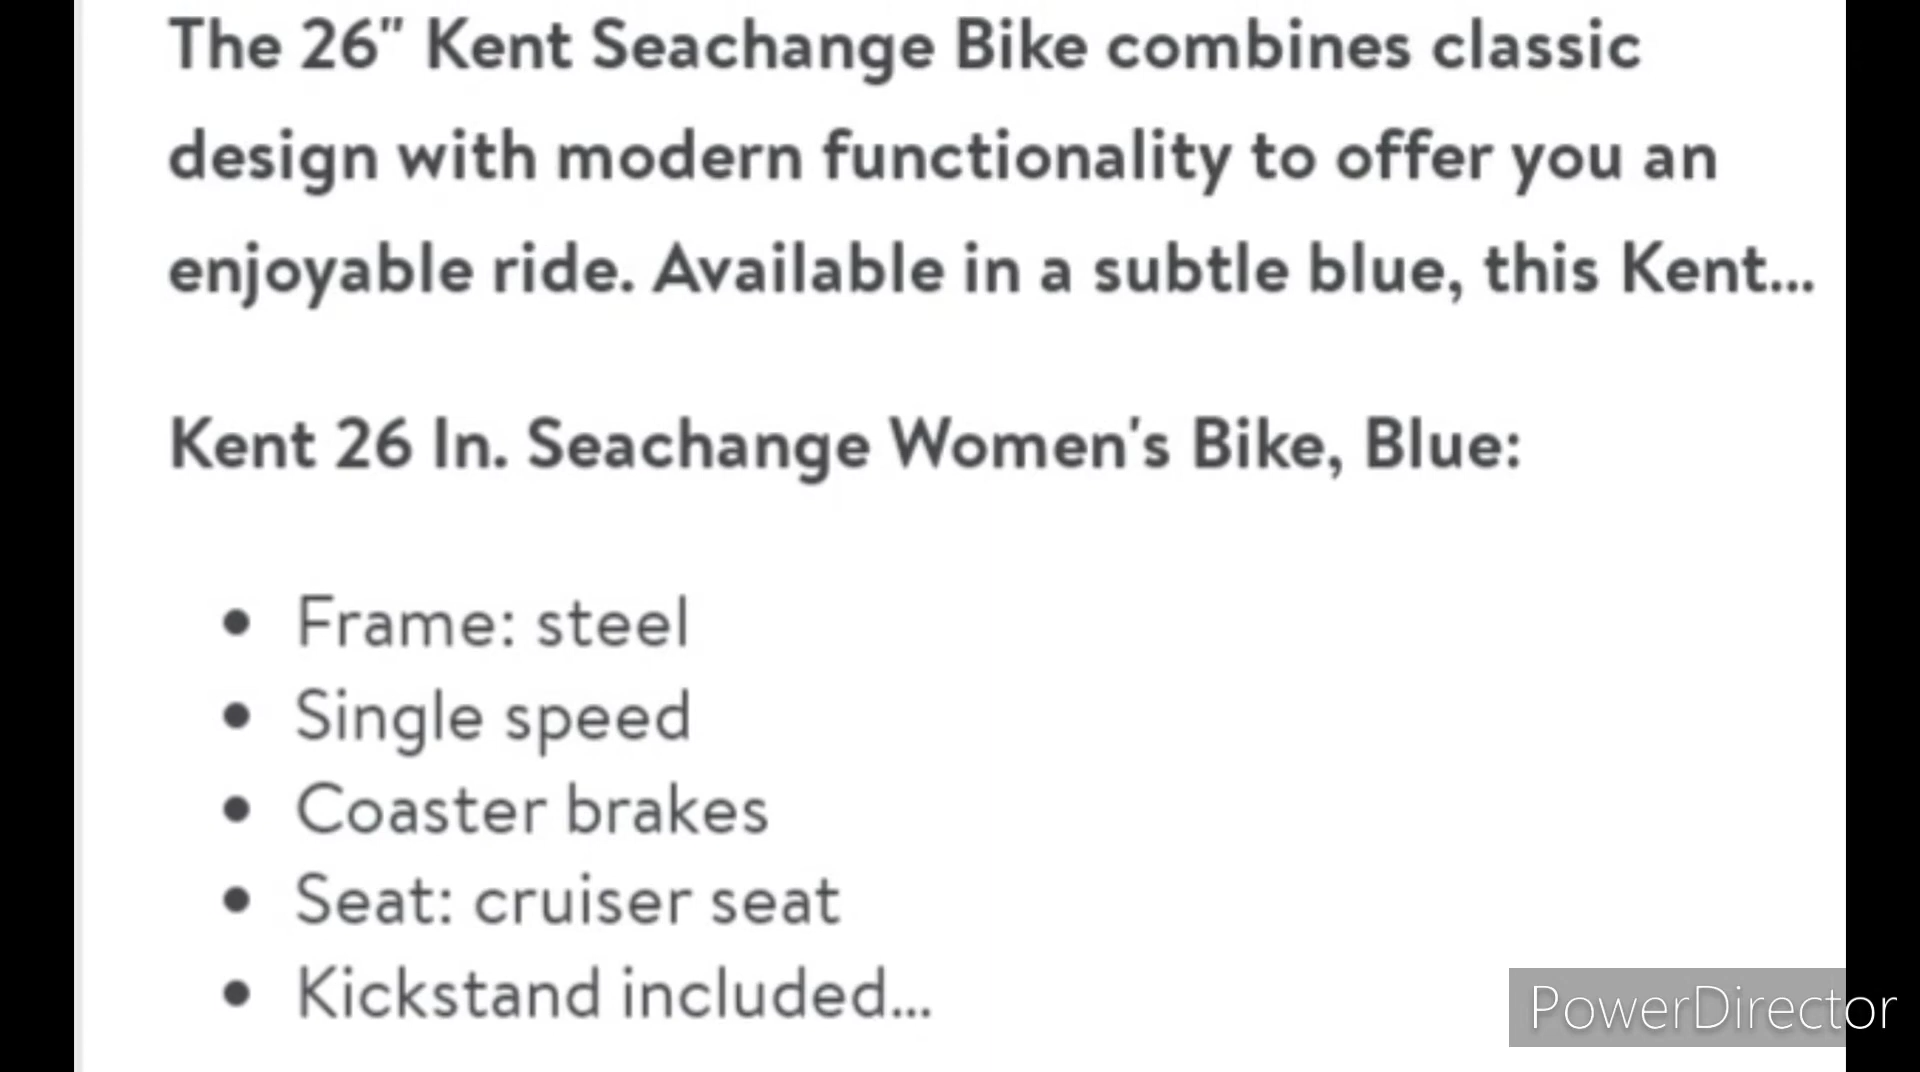 The 26" Kent Seachange Bike combines classic
design with modern functionality to offer you an
enjoyable ride. Available in a subtle blue, this Kent...
Kent 26 In. Seachange Women's Bike, Blue:
• Frame: steel
• Single speed
• Coaster brakes
• Seat: cruiser seat
• Kickstand included...
PowerDirector